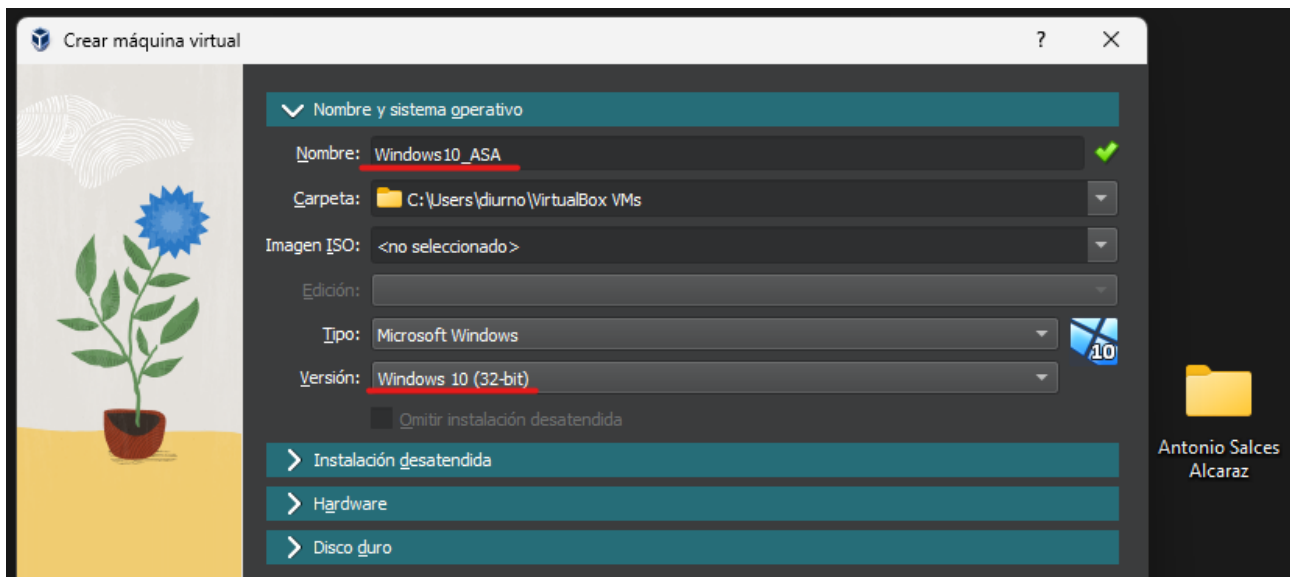 Crear máquina virtual
?
Nombre y sistema operativo
Nombre: Windows10_ASA
Carpeta: C:\Users\diurno\VirtualBox VMs
Imagen ISO: <no seleccionado>
Edición:
Tipo: Microsoft Windows
10
Versión: Windows 10 (32-bit)
Omitir instalación desatendida
Instalación desatendida
Hardware
Disco duro
Antonio Salces
Alcaraz